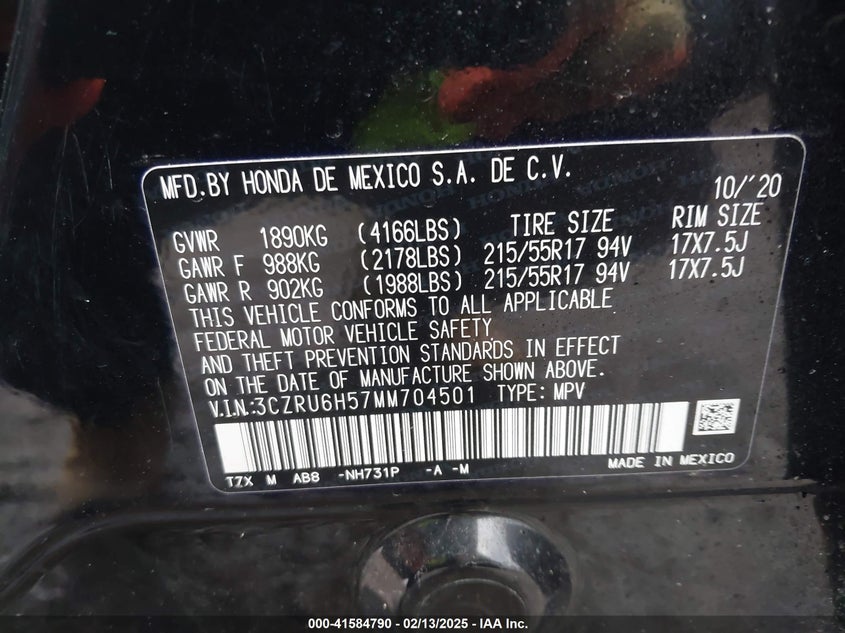 MFD.BY HONDA DE MEXICO S.A. DE C.V.
10/'20
GVWR 1890KG (4166LBS) TIRE SIZE RIM SIZE
GAWR F 988KG (2178LBS) 215/55R17 94V 17X7.5J
GAWR R 902KG (1988LBS) 215/55R17 94V 17X7.5J
THIS VEHICLE CONFORMS TO ALL APPLICABLE
FEDERAL MOTOR VEHICLE SAFETY
AND THEFT PREVENTION STANDARDS IN EFFECT
ON THE DATE OF MANUFACTURE SHOWN ABOVE.
V.I.N.:3CZRU6H57MM704501 TYPE: MPV
T7X M AB8 -NH731P -A -M
MADE IN MEXICO
000-41584790 - 02/13/2025 - IAA Inc.